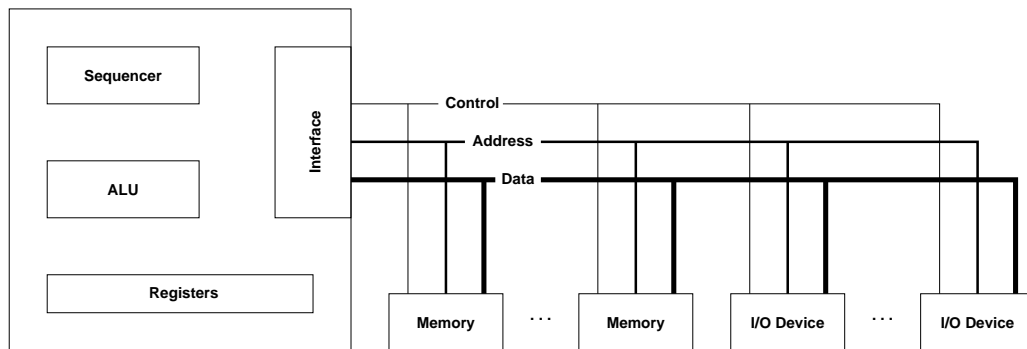 Sequencer
Interface
Control
Address
ALU
Data
Registers
Memory
. . .
Memory
I/O Device
. . .
I/O Device